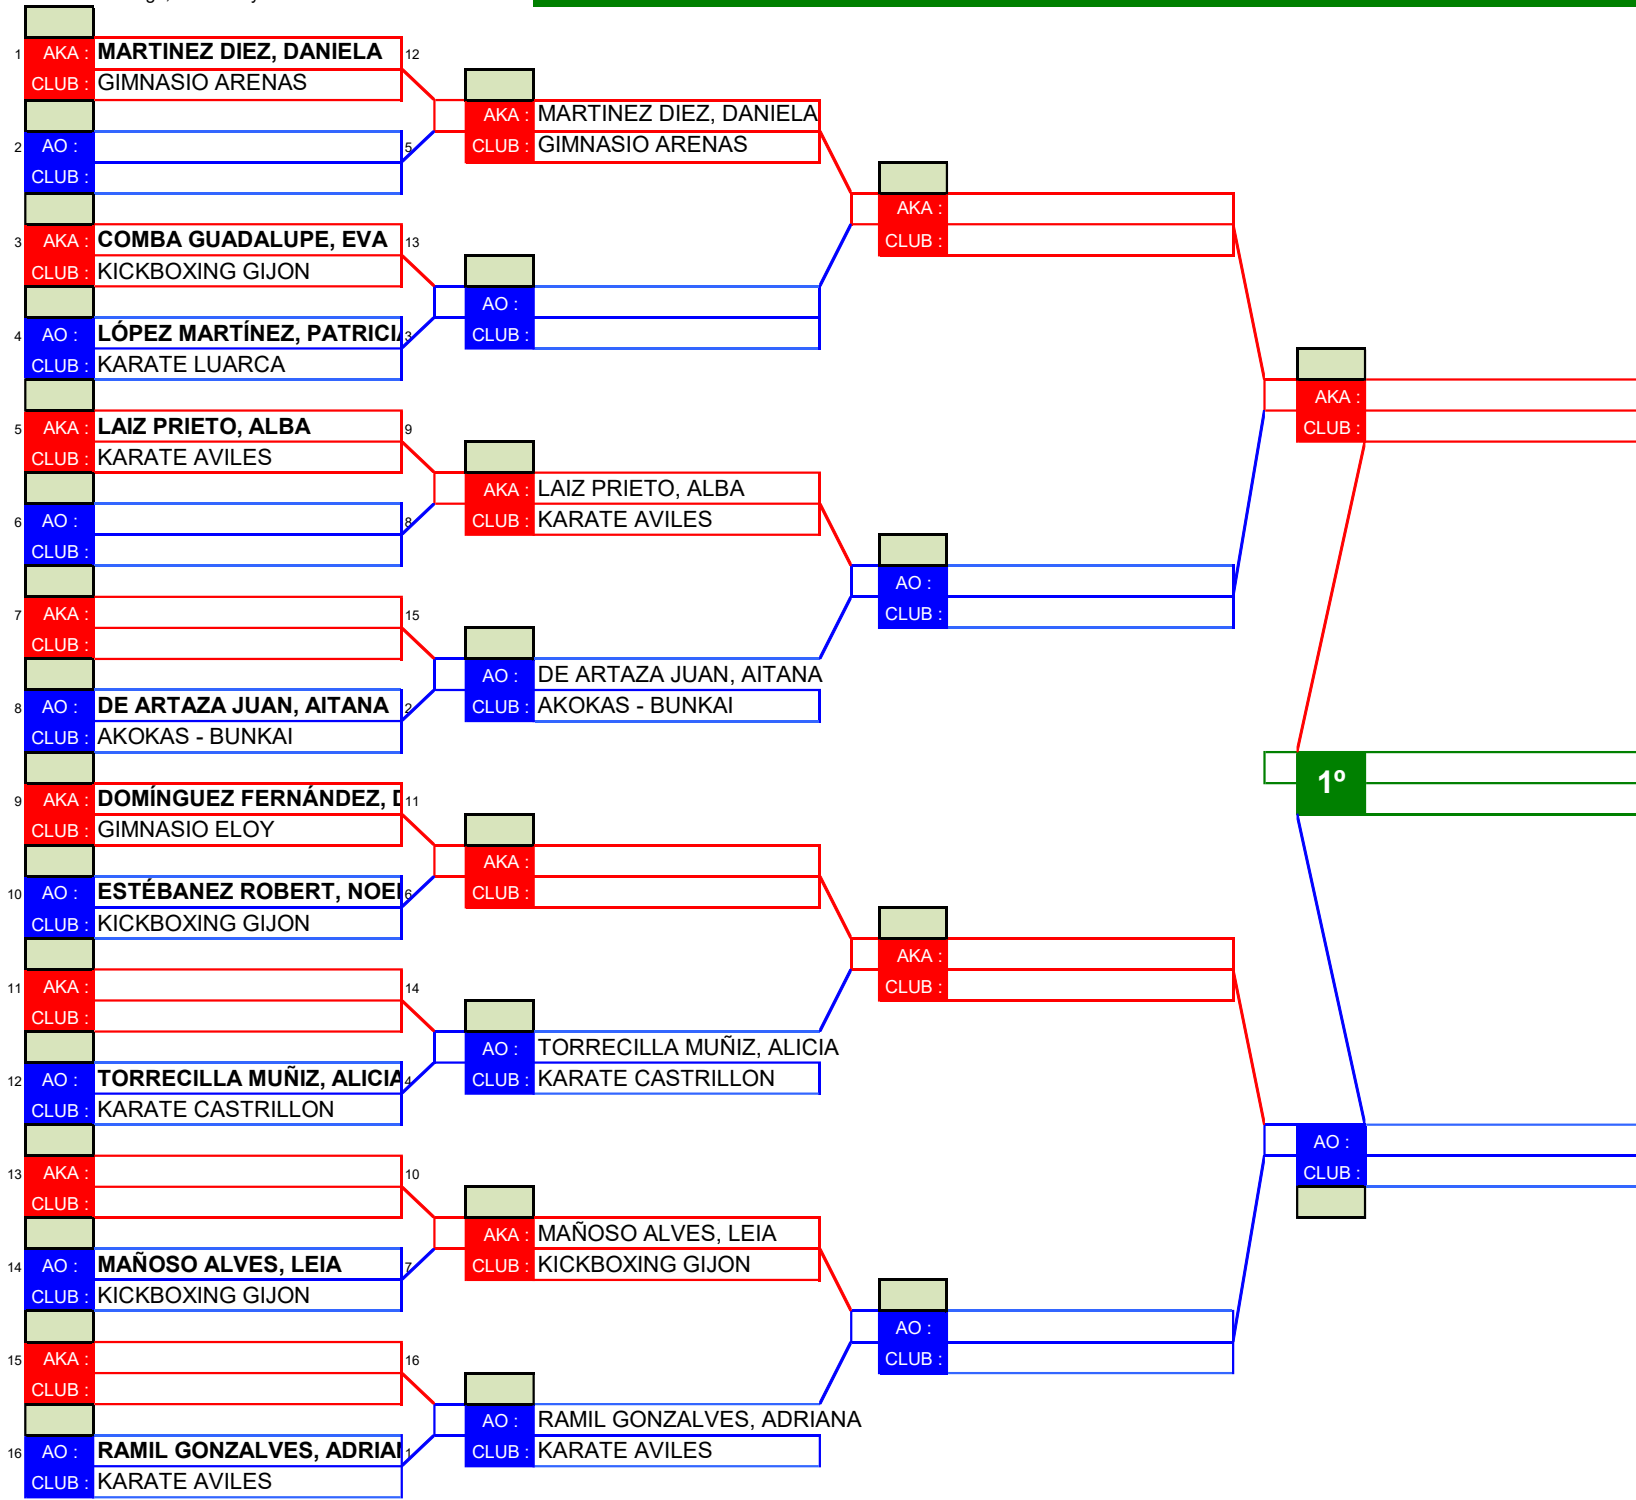 1 AKA : MARTINEZ DIEZ, DANIELA 12
CLUB : GIMNASIO ARENAS
2 AO : 5
CLUB :
3 AKA : COMBA GUADALUPE, EVA 13
CLUB : KICKBOXING GIJON
4 AO : LÓPEZ MARTÍNEZ, PATRICIA 3
CLUB : KARATE LUARCA
5 AKA : LAIZ PRIETO, ALBA 9
CLUB : KARATE AVILES
6 AO : 8
CLUB :
7 AKA : 15
CLUB :
8 AO : DE ARTAZA JUAN, AITANA 2
CLUB : AKOKAS - BUNKAI
9 AKA : DOMÍNGUEZ FERNÁNDEZ, 11
CLUB : GIMNASIO ELOY
10 AO : ESTÉBANEZ ROBERT, 6
CLUB : KICKBOXING GIJON
11 AKA : 14
CLUB :
12 AO : TORRECILLA MUÑIZ, ALICIA 4
CLUB : KARATE CASTRILLON
13 AKA : 10
CLUB :
14 AO : MAÑOSO ALVES, LEIA 7
CLUB : KICKBOXING GIJON
15 AKA : 16
CLUB :
16 AO : RAMIL GONZALVES, 1
CLUB : KARATE AVILES
AKA : MARTINEZ DIEZ, DANIELA
CLUB : GIMNASIO ARENAS
AO :
CLUB :
AKA : LAIZ PRIETO, ALBA
CLUB : KARATE AVILES
AO : DE ARTAZA JUAN, AITANA
CLUB : AKOKAS - BUNKAI
AKA :
CLUB :
AO : TORRECILLA MUÑIZ, ALICIA
CLUB : KARATE CASTRILLON
AKA : MAÑOSO ALVES, LEIA
CLUB : KICKBOXING GIJON
AO : RAMIL GONZALVES, ADRIANA
CLUB : KARATE AVILES
AKA :
CLUB :
AO :
CLUB :
AKA :
CLUB :
AO :
CLUB :
AKA :
CLUB :
1º
AO :
CLUB :